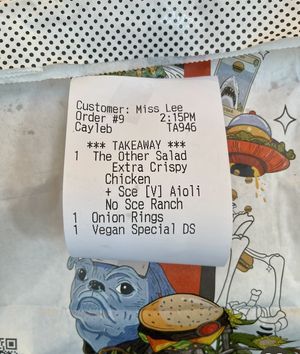 Customer: Miss Lee
Order #9 2:15PM
Cayleb TA946
*** TAKEAWAY ***
1 The Other Salad
Extra Crispy
Chicken
+ Sce [V] Aioli
No Sce Ranch
1 Onion Rings
1 Vegan Special DS